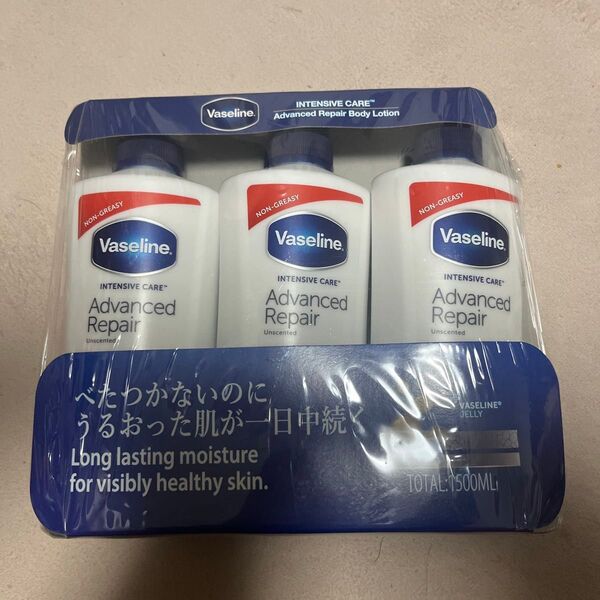 Vaseline.
INTENSIVE CARE™
Advanced Repair Body Lotion
NON-GREASY
Vaseline.
INTENSIVE CARE™
Advanced
Repair
Unscented
NON-GREASY
Vaseline.
INTENSIVE CARE™
Advanced
Repair
Unscented
NON-GREASY
Vaseline.
INTENSIVE CARE™
Advanced
Repair
Unscented
べたつかないのに
うるおった肌が一日中続く
Long lasting moisture
for visibly healthy skin.
VASELINE®
JELLY
TOTAL:1500ML